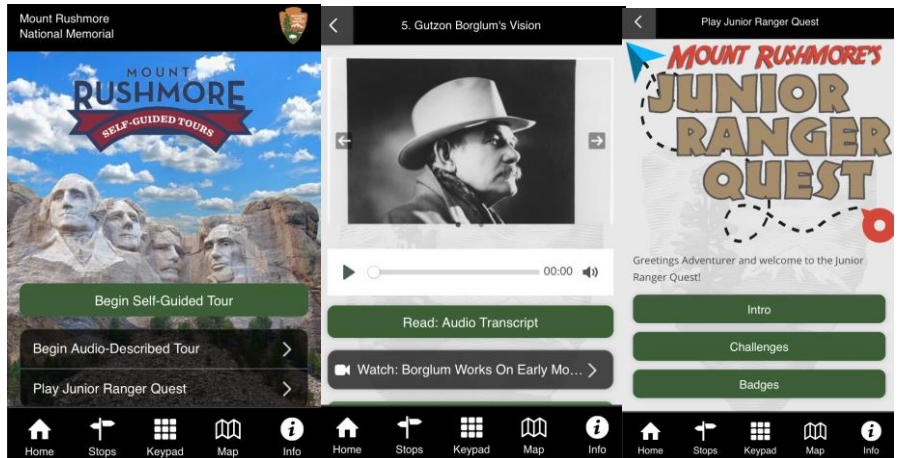 Mount Rushmore
National Memorial
MOUNT
RUSHMORE
SELF-GUIDED TOURS
Begin Self-Guided Tour
Begin Audio-Described Tour
Play Junior Ranger Quest
Home Stops Keypad Map Info
5. Gutzon Borglum's Vision
00:00
Read: Audio Transcript
Watch: Borglum Works On Early Mo...
Home Stops Keypad Map Info
Play Junior Ranger Quest
MOUNT RUSHMORE'S
JUNIOR
RANGER
QUEST
Greetings Adventurer and welcome to the Junior
Ranger Quest!
Intro
Challenges
Badges
Home Stops Keypad Map Info